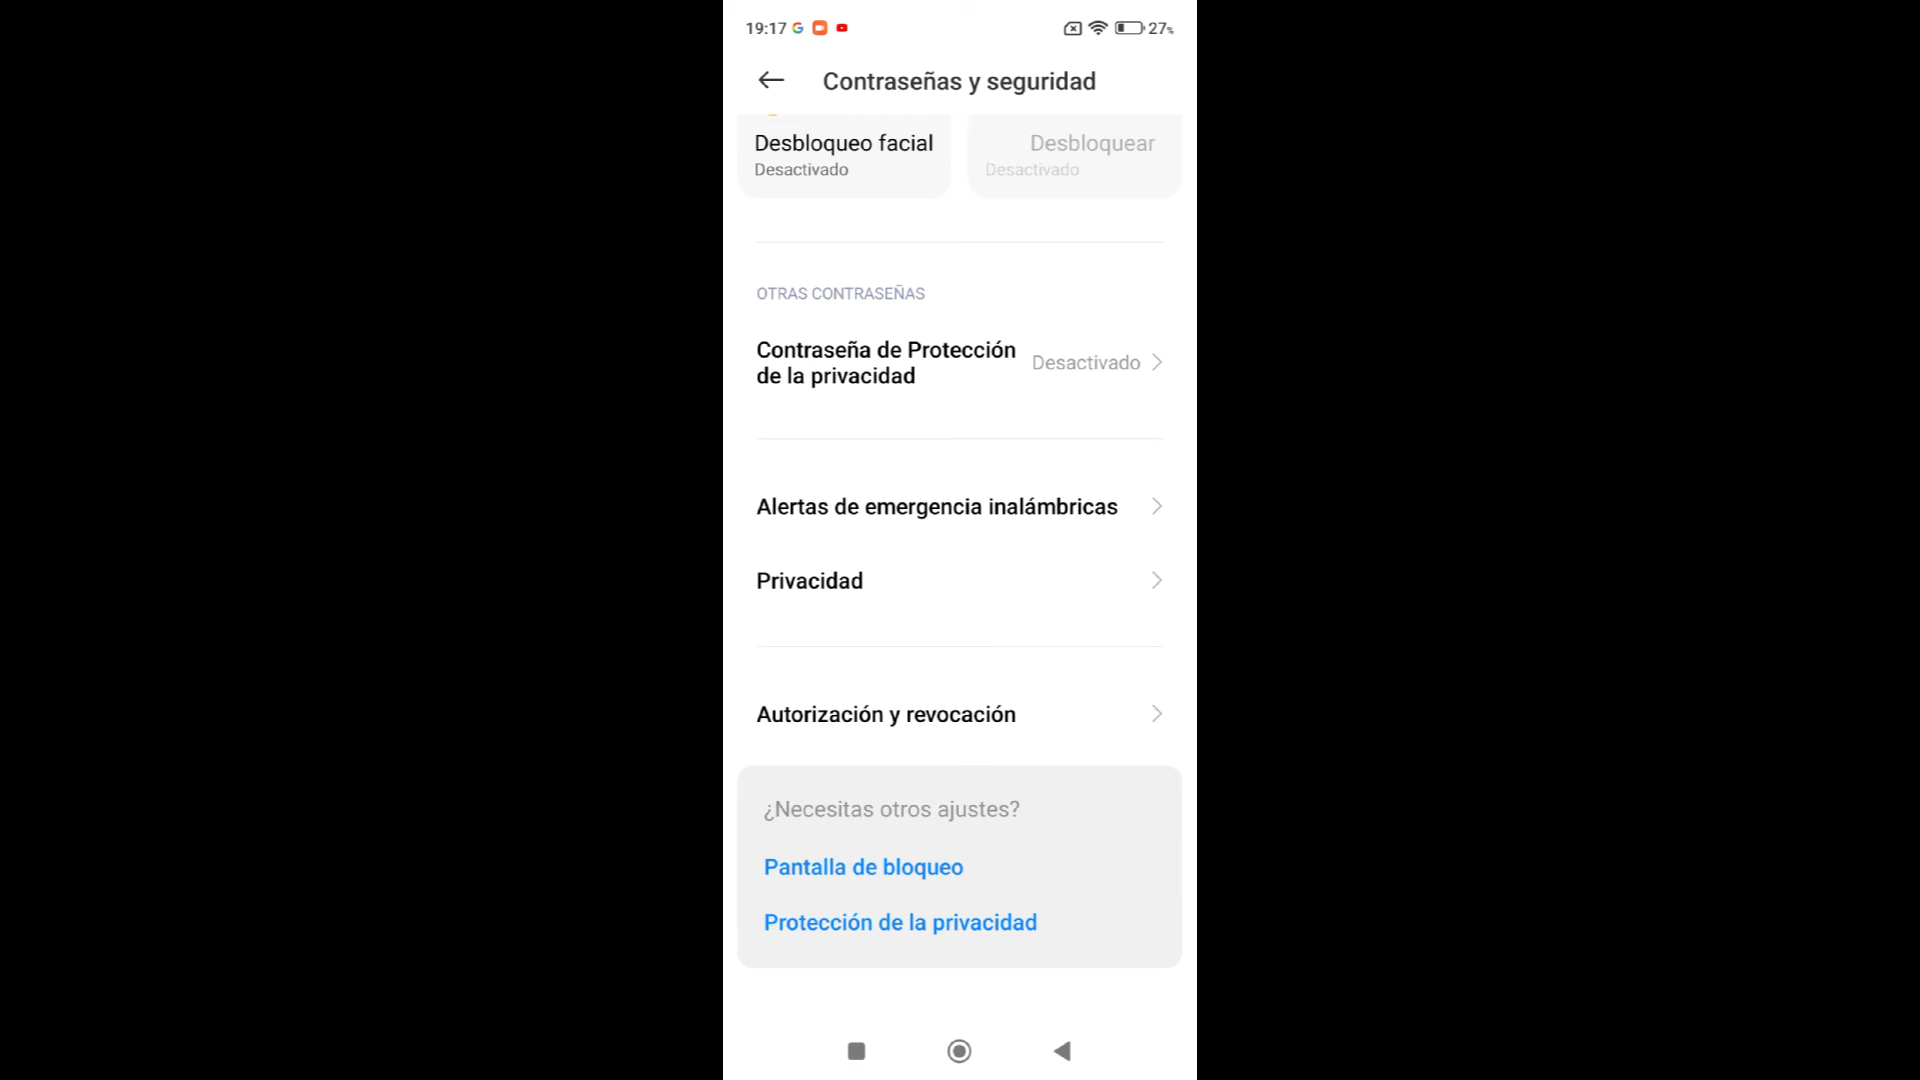 19:17 27%
Contraseñas y seguridad
Desbloqueo facial
Desactivado
Desbloquear
Desactivado
OTRAS CONTRASEÑAS
Contraseña de Protección
de la privacidad
Desactivado
Alertas de emergencia inalámbricas
Privacidad
Autorización y revocación
¿Necesitas otros ajustes?
Pantalla de bloqueo
Protección de la privacidad